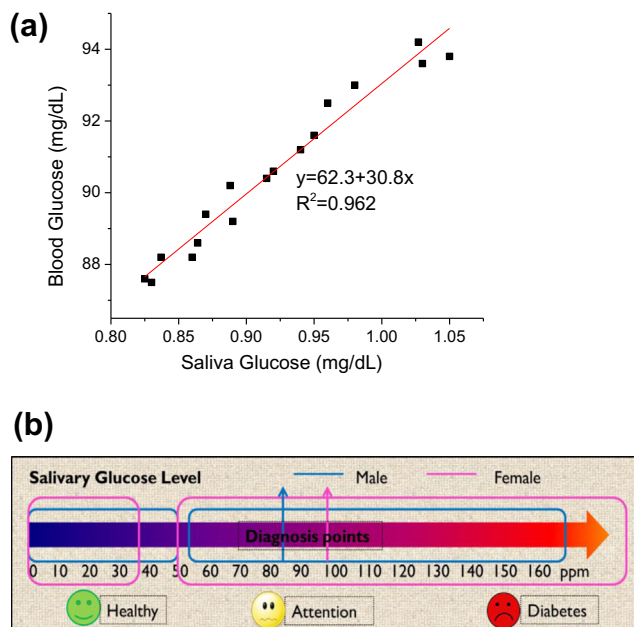 (a)
94
92
90
88
Blood Glucose (mg/dL)
y=62.3+30.8x
R²=0.962
0.80 0.85 0.90 0.95 1.00 1.05
Saliva Glucose (mg/dL)
(b)
Salivary Glucose Level Male Female
Diagnosis points
0 10 20 30 40 50 60 70 80 90 100 110 120 130 140 150 160 ppm
Healthy Attention Diabetes